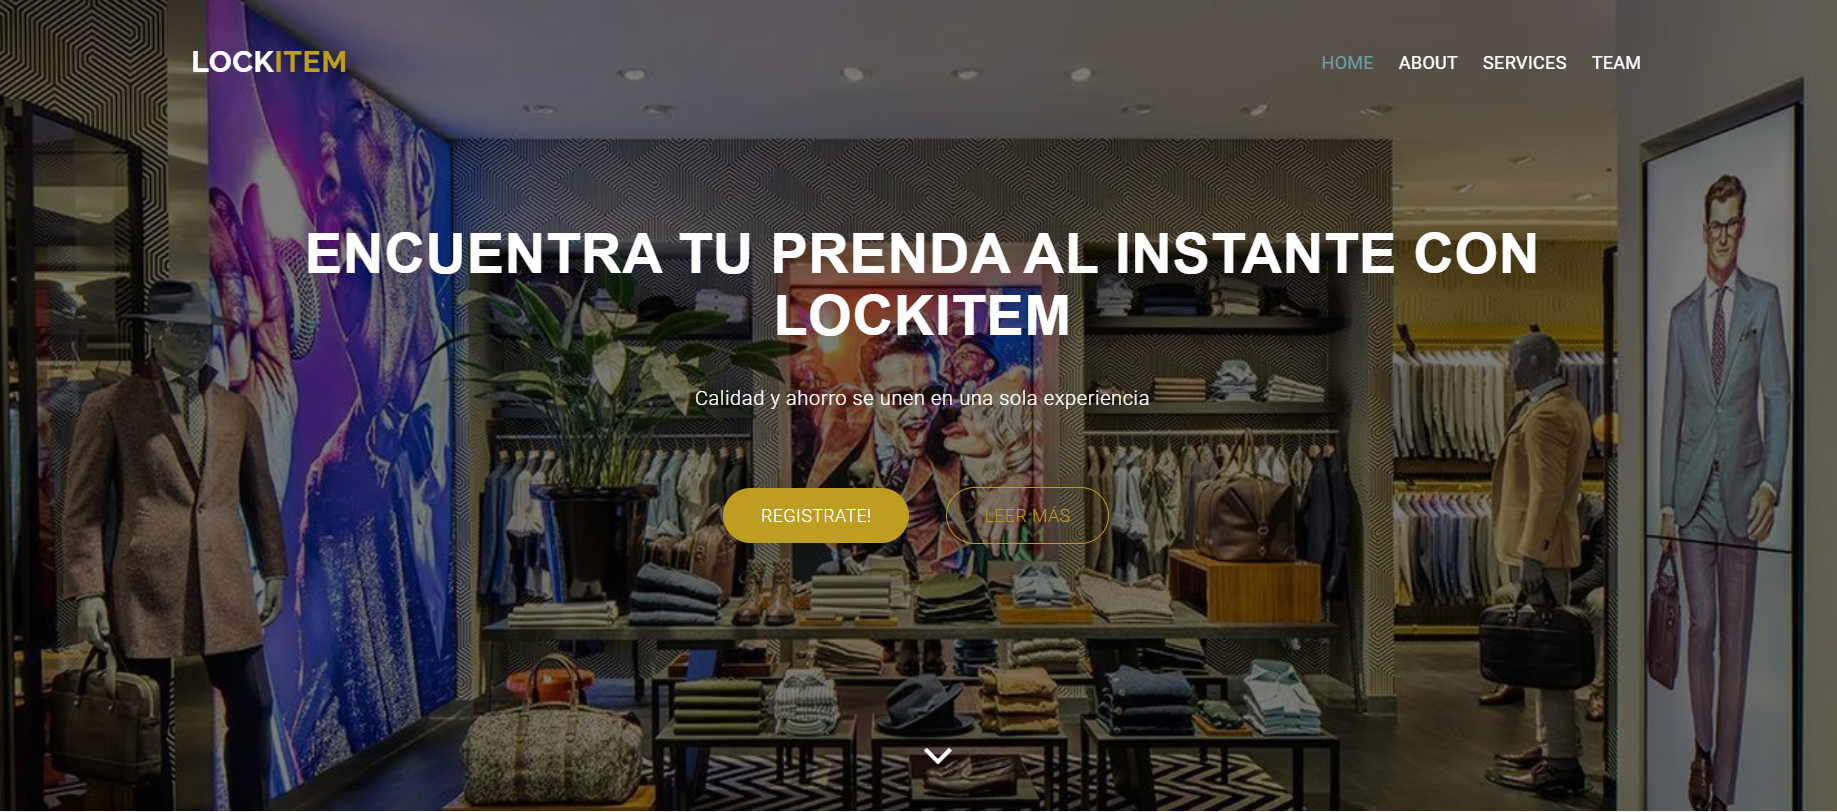 LOCKITEM
HOME ABOUT SERVICES TEAM
ENCUENTRA TU PRENDA AL INSTANTE CON
LOCKITEM
Calidad y ahorro se unen en una sola experiencia
REGISTRATE! LEER MÁS